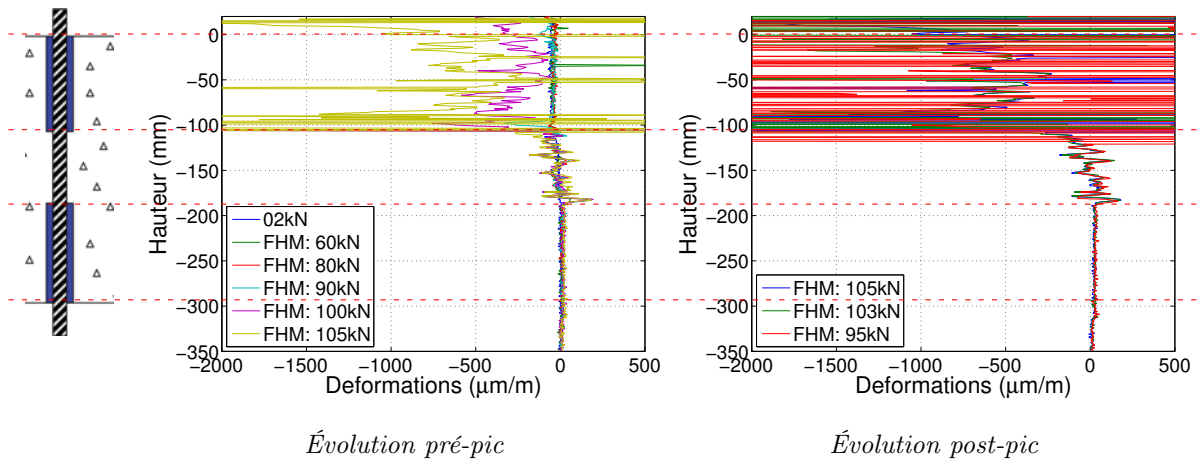 0
−50
−100
−150
−200
−250
−300
−350
Hauteur (mm)
02kN
FHM: 60kN
FHM: 80kN
FHM: 90kN
FHM: 100kN
FHM: 105kN
−2000 −1500 −1000 −500 0 500
Deformations (μm/m)
Évolution pré-pic
0
−50
−100
−150
−200
−250
−300
−350
Hauteur (mm)
FHM: 105kN
FHM: 103kN
FHM: 95kN
−2000 −1500 −1000 −500 0 500
Deformations (μm/m)
Évolution post-pic